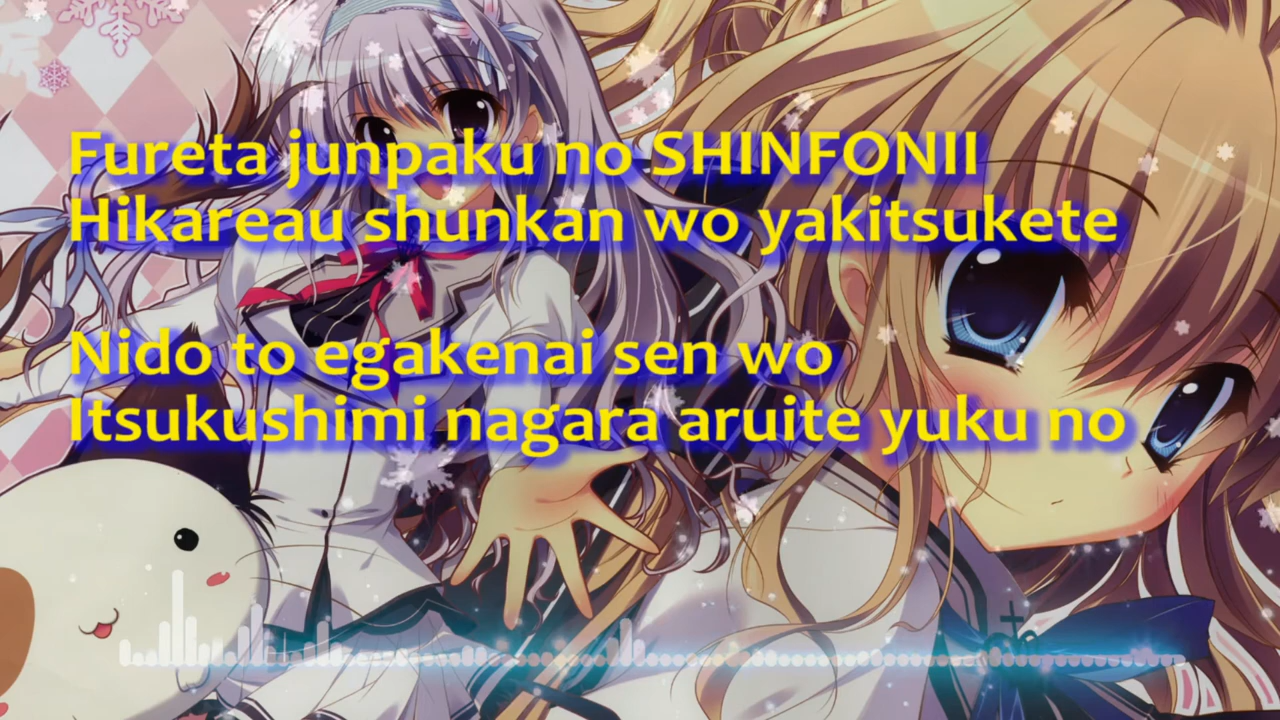 Fureta junpaku no SHINFONII
Hikareau shunkan wo yakitsukete
Nido to egakenai sen wo
Itsukushimi nagara aruite yuku no